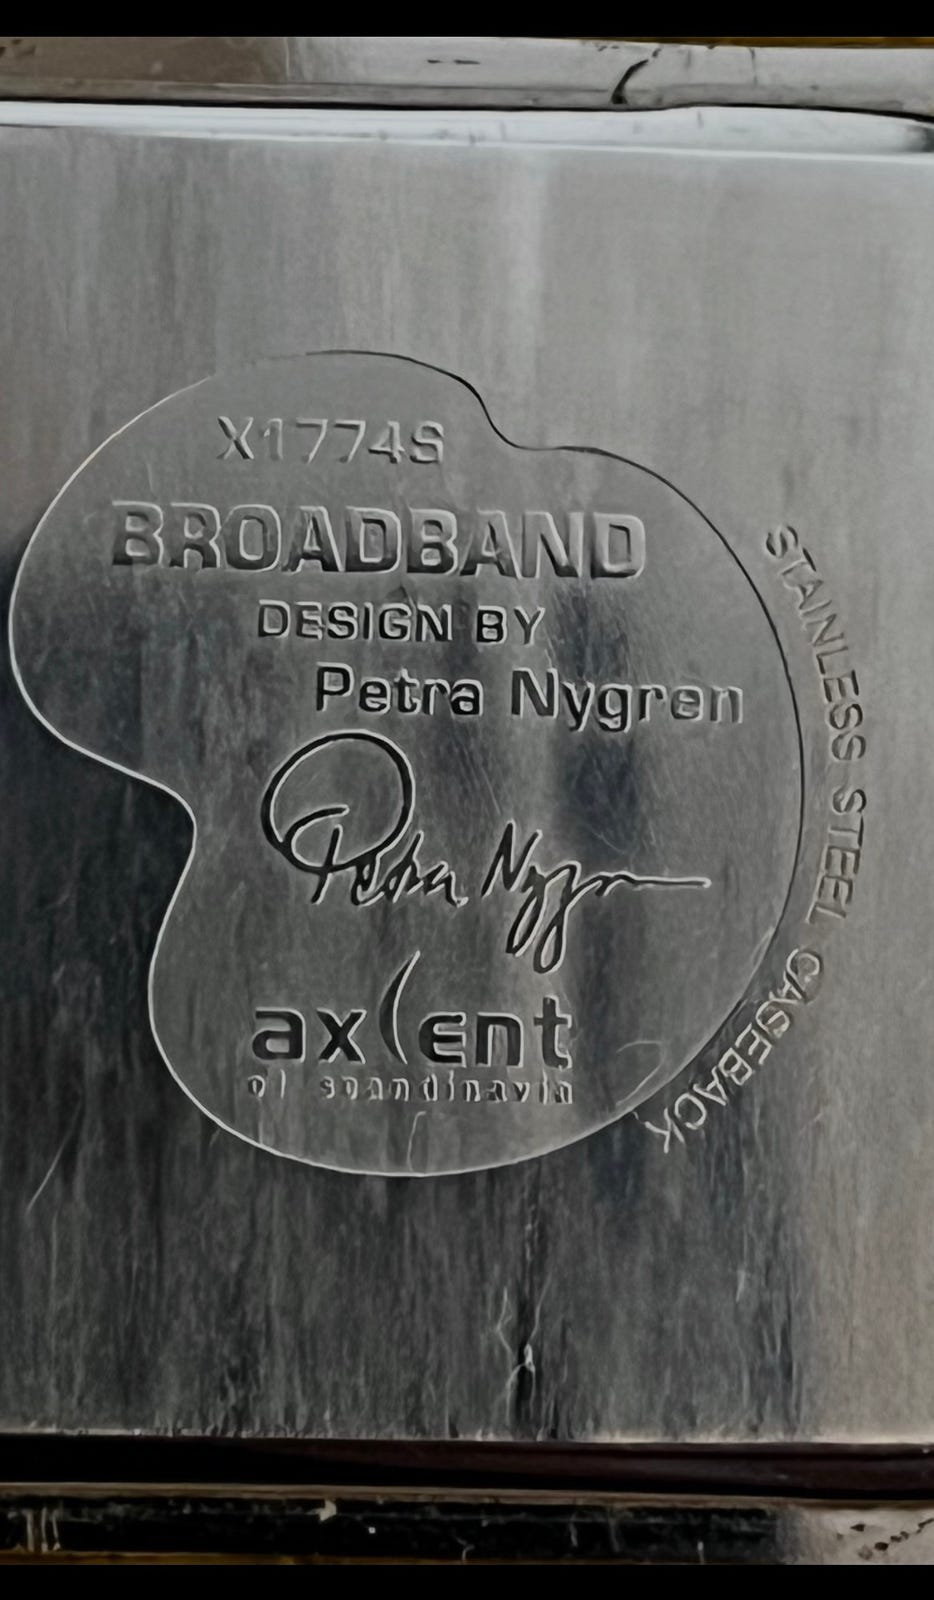 X1774S
BROADBAND
DESIGN BY
Petra Nygren
Petra Nygren
axcent
of scandinavia
STAINLESS STEEL CASEBACK